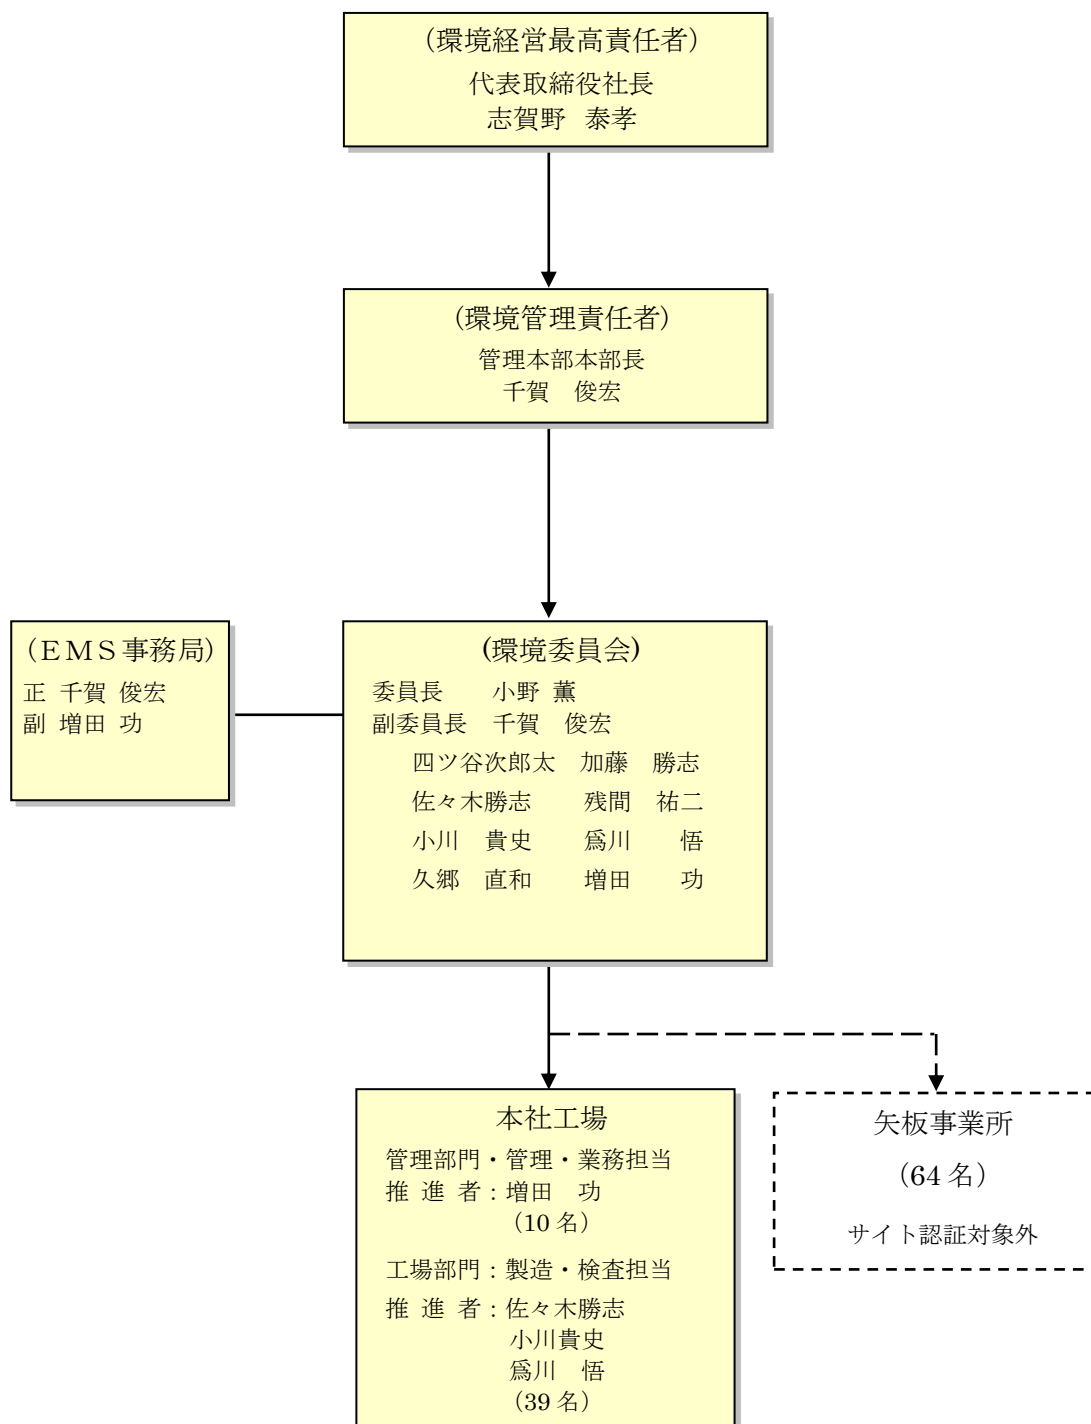 （環境経営最高責任者）
代表取締役社長
志賀野 泰孝
（環境管理責任者）
管理本部本部長
千賀　俊宏
（ＥＭＳ事務局）
正 千賀 俊宏
副 増田 功
(環境委員会)
委員長　　小野 薫
副委員長　千賀　俊宏
四ツ谷次郎太　加藤　勝志
佐々木勝志　　残間　祐二
小川　貴史　　爲川　　悟
久郷　直和　　増田　　功
本社工場
管理部門・管理・業務担当
推 進 者：増田　功
（10 名）
工場部門：製造・検査担当
推 進 者：佐々木勝志
小川貴史
爲川　悟
（39 名）
矢板事業所
（64 名）
サイト認証対象外